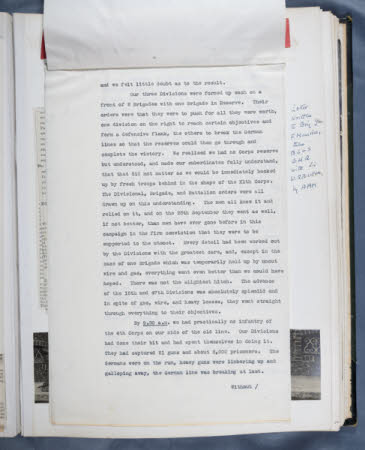 and we felt little doubt as to the result.
Our three Divisions were formed up each on a
front of 2 Brigades with one Brigade in Reserve. Their
orders were that they were to push for all they were worth,
one division on the right to reach certain objectives and
form a defensive flank, the others to break the German
lines so that the reserves could then go through and
complete the victory. We realised we had no Corps reserve
but understood, and made our subordinates fully understand,
that that did not matter as we would be immediately backed
up by fresh troops behind in the shape of the XIth Corps.
The Divisional, Brigade, and Battalion orders were all
drawn up on this understanding. The men all knew it and
relied on it, and on the 25th September they went as well,
if not better, than men have ever gone before in this
campaign in the firm conviction that they were to be
supported to the utmost. Every detail had been worked out
by the Divisions with the greatest care, and, except in the
case of one Brigade which was temporarily held up by uncut
wire and gas, everything went even better than we could have
hoped. There was not the slightest hitch. The advance
of the 15th and 47th Divisions was absolutely splendid and
in spite of gas, wire, and heavy losses, they went straight
through everything to their objectives.
By 9.30 a.m. we had practically no infantry of
the 4th Corps on our side of the old line. Our Divisions
had done their bit and had spent themselves in doing it.
They had captured 21 guns and about 3,000 prisoners. The
Germans were on the run, heavy guns were limbering up and
galloping away, the German line was breaking at last.
Without /
Letter
written
to Brig. Gen
with
by